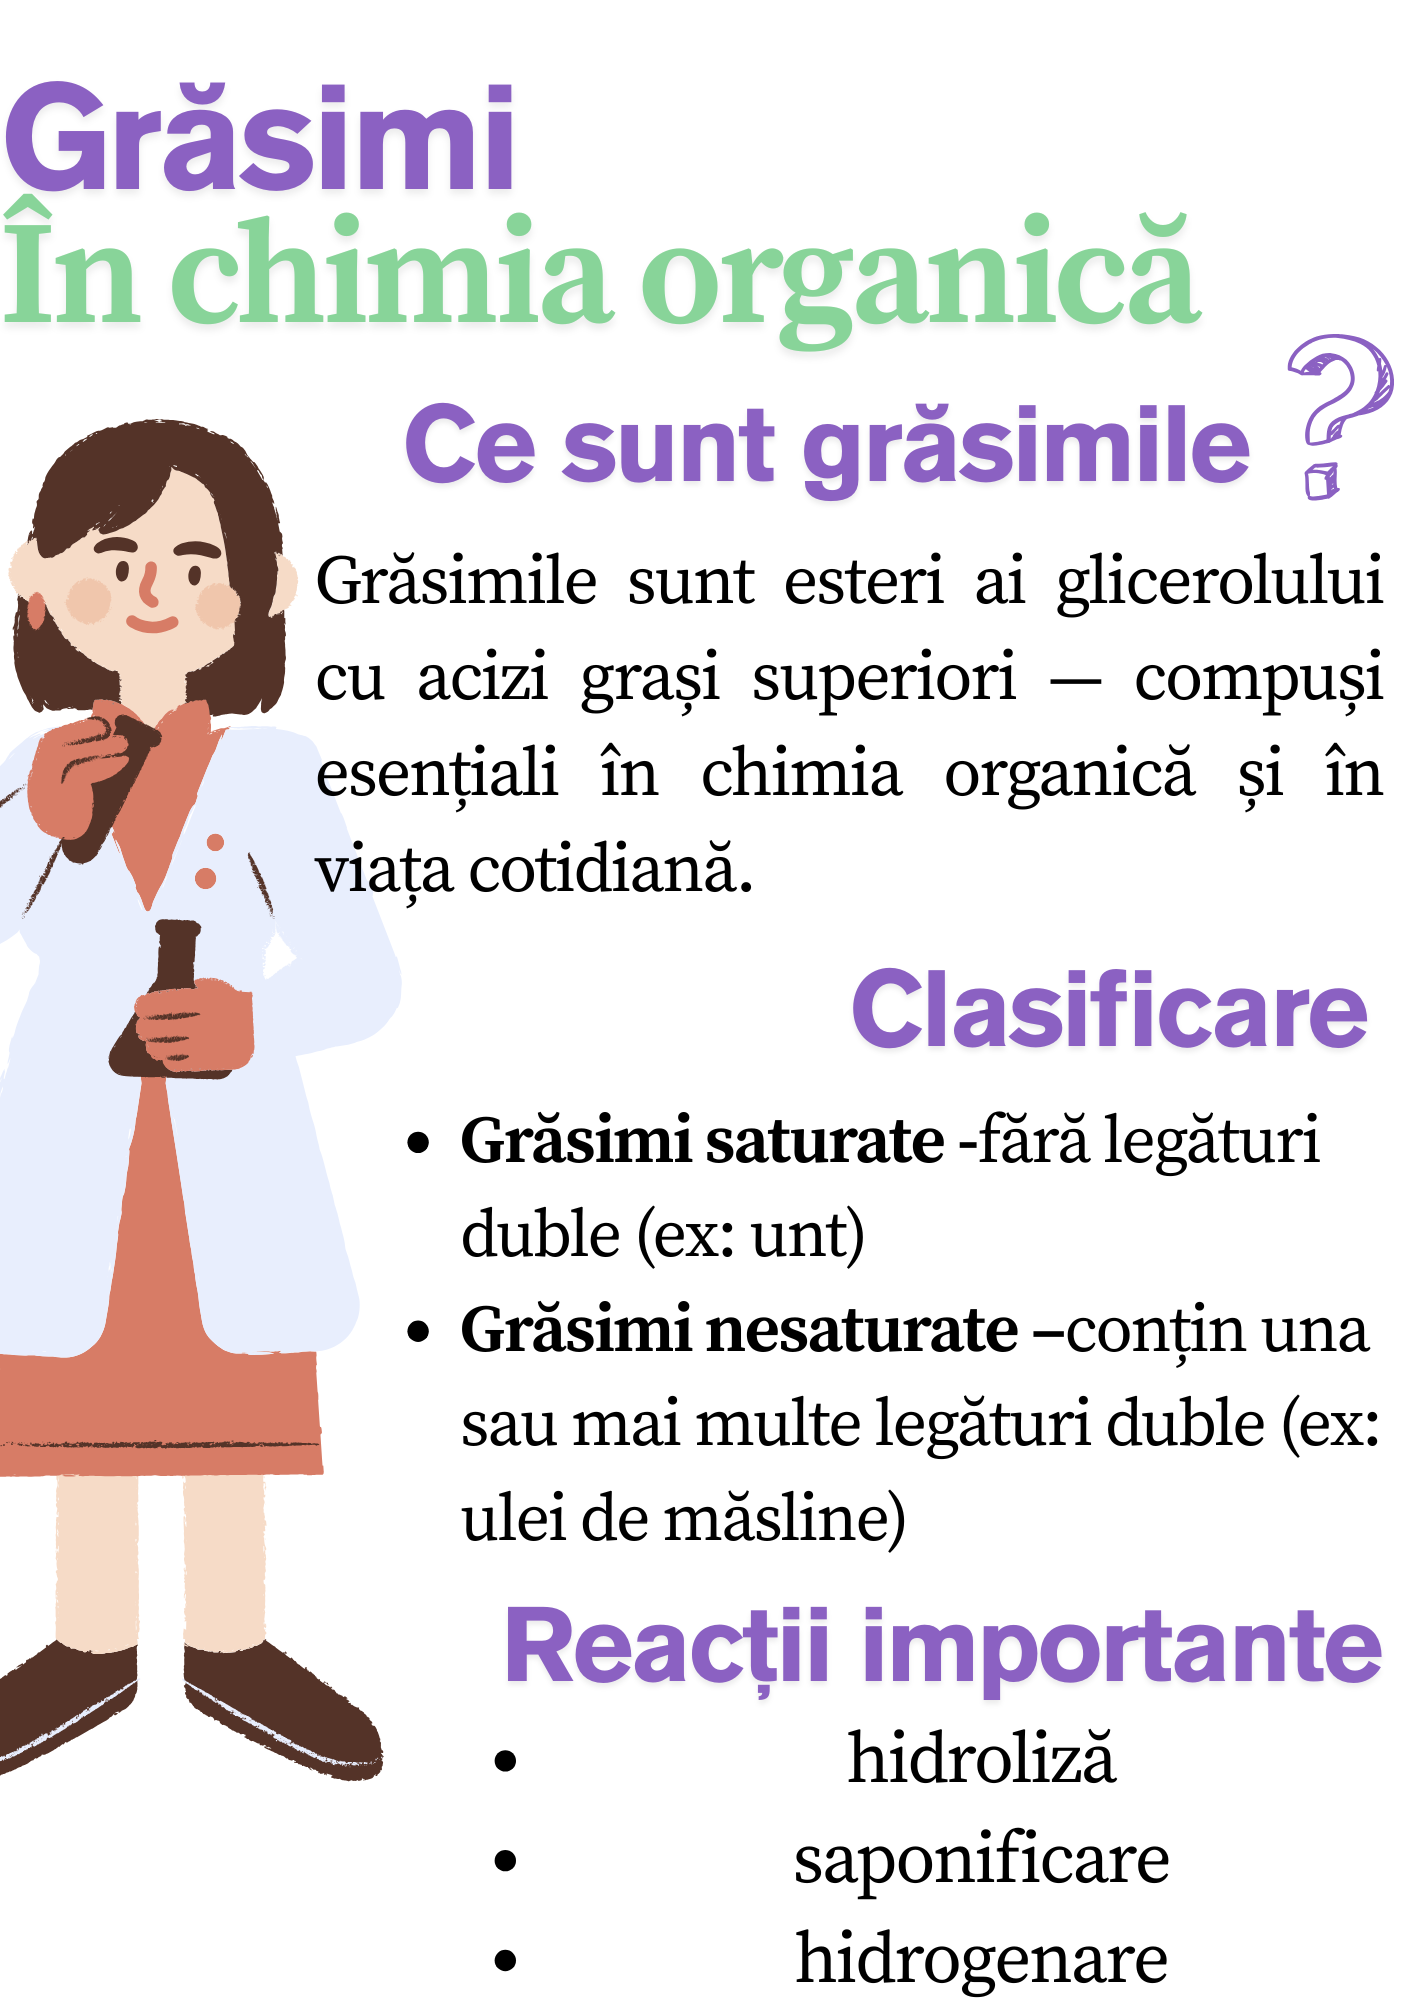 Grăsimi
În chimia organică
Ce sunt grăsimile ?
Grăsimile sunt esteri ai glicerolului
cu acizi grași superiori — compuși
esențiali în chimia organică și în
viața cotidiană.
Clasificare
• Grăsimi saturate -fără legături
duble (ex: unt)
• Grăsimi nesaturate –conțin una
sau mai multe legături duble (ex:
ulei de măsline)
Reacții importante
• hidroliză
• saponificare
• hidrogenare